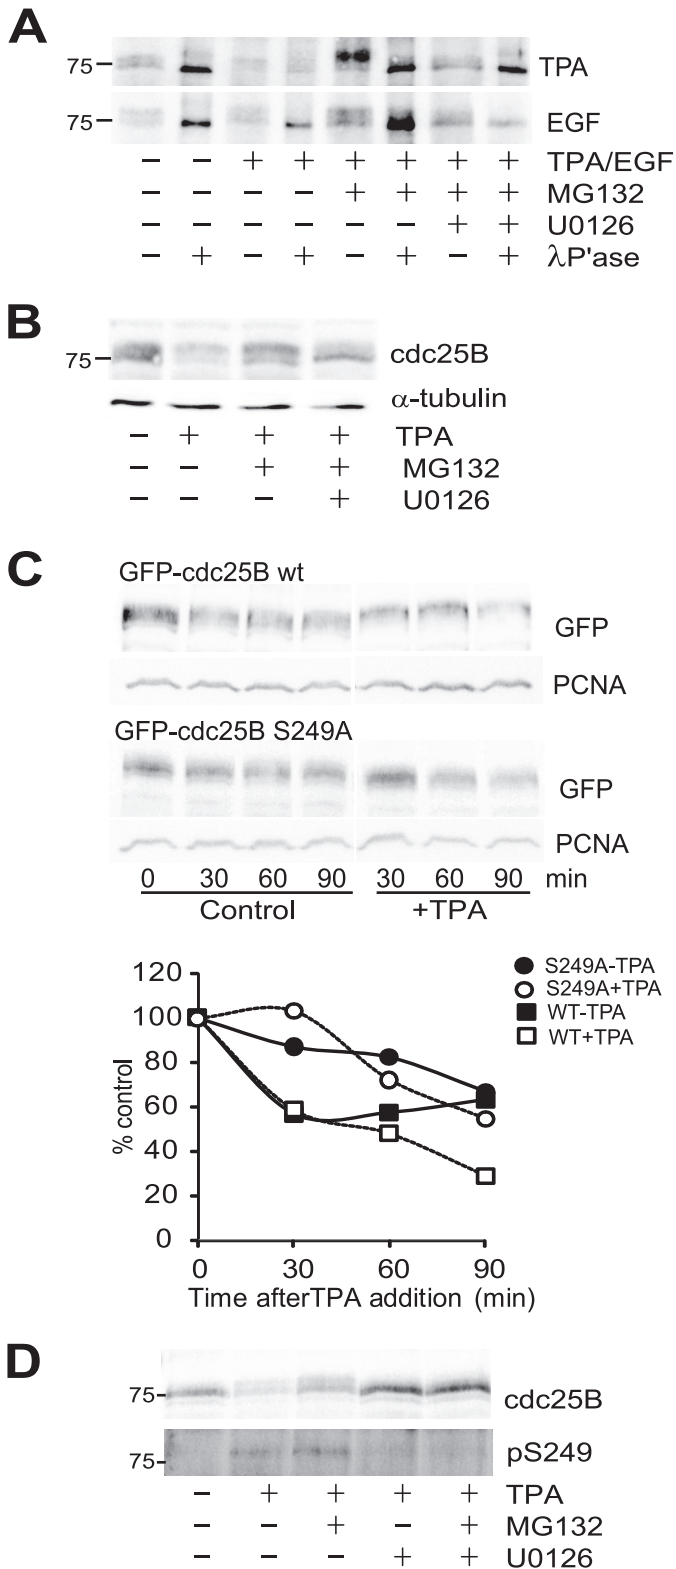 A
75 TPA
75 EGF
− − + + + + + + TPA/EGF
− − − − + + + + MG132
− − − − − − + + U0126
− + − + − + − + λP'ase
B
75 cdc25B
α-tubulin
− + + + TPA
− − + + MG132
− − − + U0126
C
GFP-cdc25B wt
GFP
PCNA
GFP-cdc25B S249A
GFP
PCNA
0 30 60 90 30 60 90 min
Control +TPA
120
100
80
60
40
20
0
% control
S249A-TPA
S249A+TPA
WT-TPA
WT+TPA
0 30 60 90
Time afterTPA addition (min)
D
75 cdc25B
75 pS249
− + + + + TPA
− − + − + MG132
− − − + + U0126